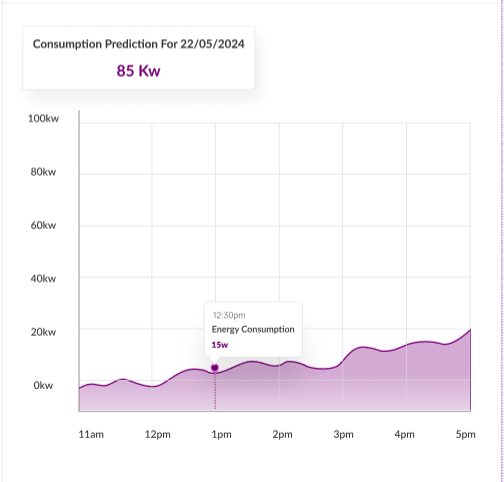 Consumption Prediction For 22/05/2024
85 Kw
100kw
80kw
60kw
40kw
20kw
0kw
12:30pm
Energy Consumption
15w
11am 12pm 1pm 2pm 3pm 4pm 5pm